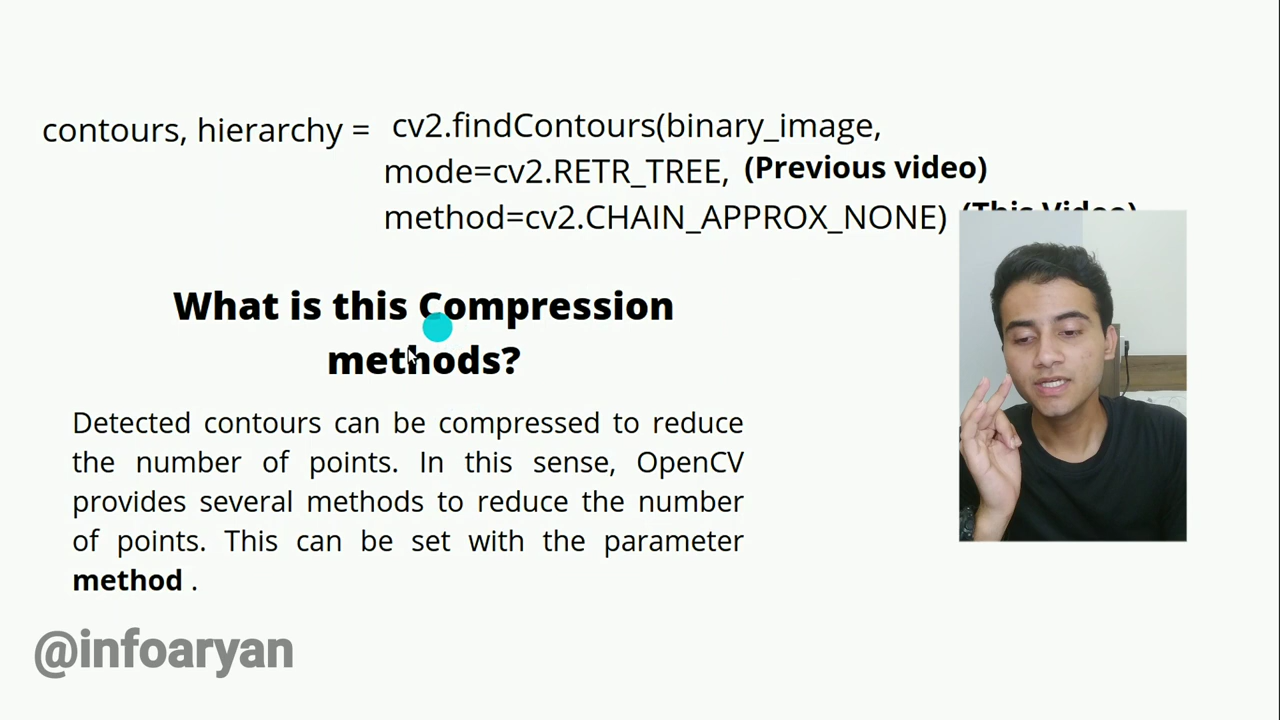 contours, hierarchy = cv2.findContours(binary_image,
mode=cv2.RETR_TREE, (Previous video)
method=cv2.CHAIN_APPROX_NONE) (This Video)
What is this Compression
methods?
Detected contours can be compressed to reduce
the number of points. In this sense, OpenCV
provides several methods to reduce the number
of points. This can be set with the parameter
method .
@infoaryan